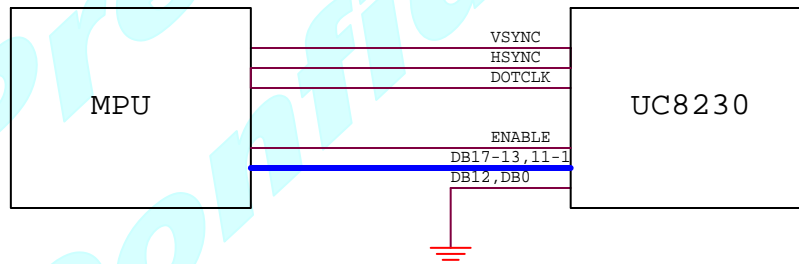 VSYNC
HSYNC
DOTCLK
MPU
UC8230
ENABLE
DB17-13,11-1
DB12,DB0